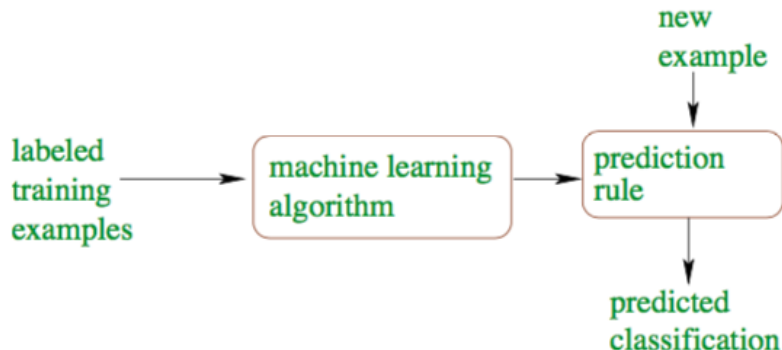 new
example
labeled
training
examples
machine learning
algorithm
prediction
rule
predicted
classification